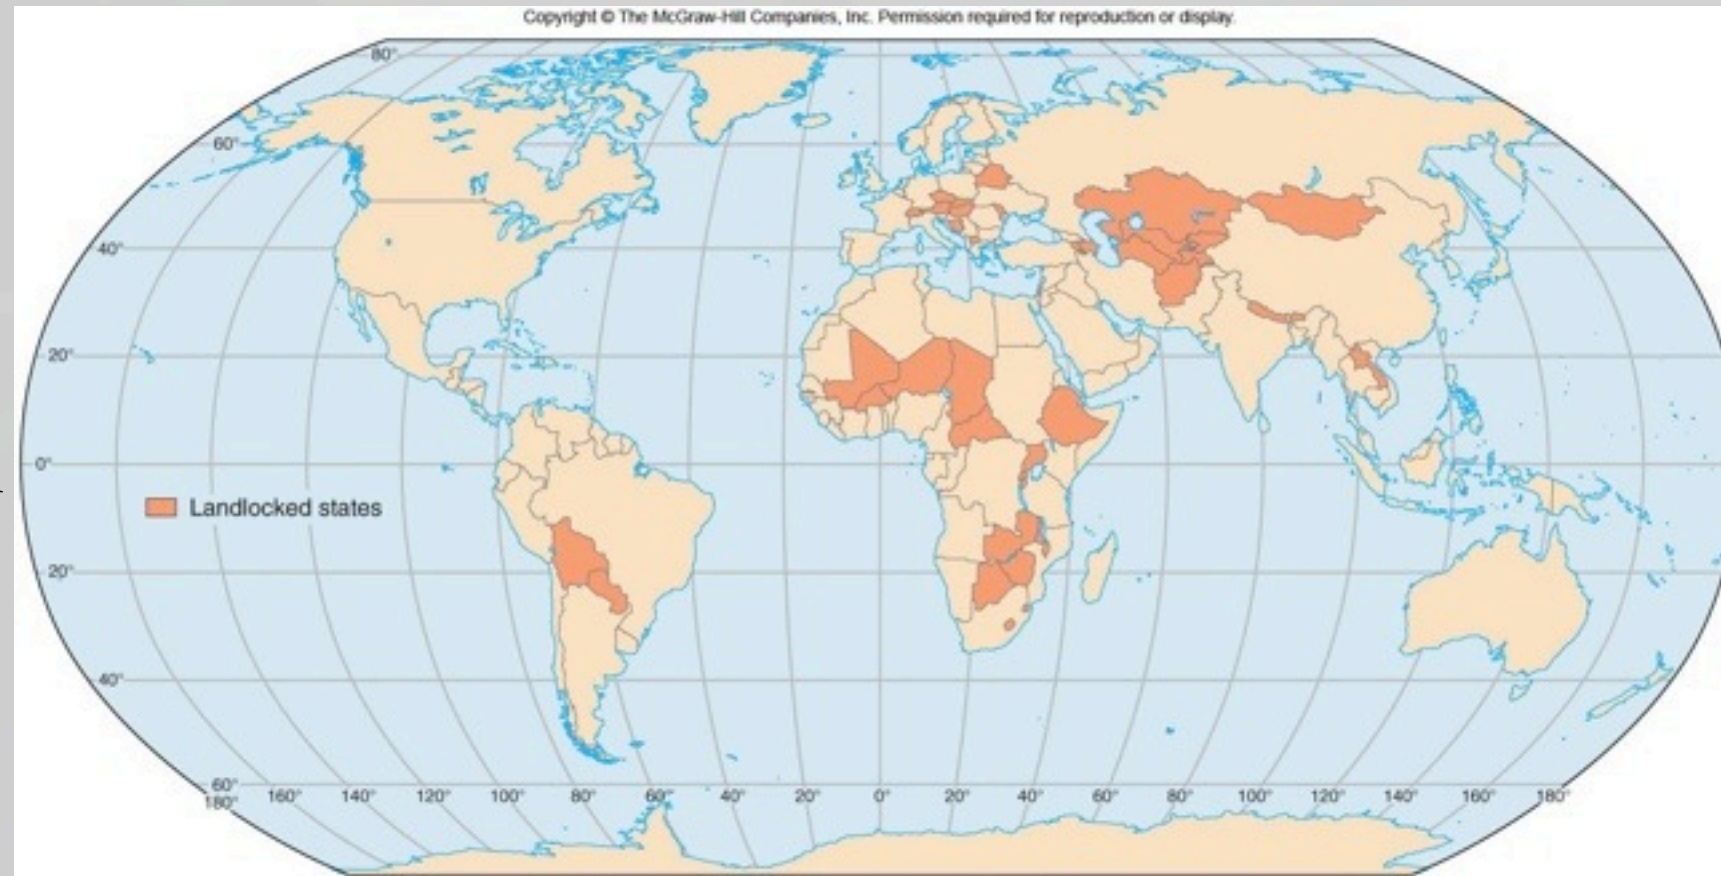 Copyright © The McGraw-Hill Companies, Inc. Permission required for reproduction or display.
80°
60°
40°
20°
0°
Landlocked states
20°
40°
60°
180° 160° 140° 120° 100° 80° 60° 40° 20° 0° 20° 40° 60° 80° 100° 120° 140° 160° 180°